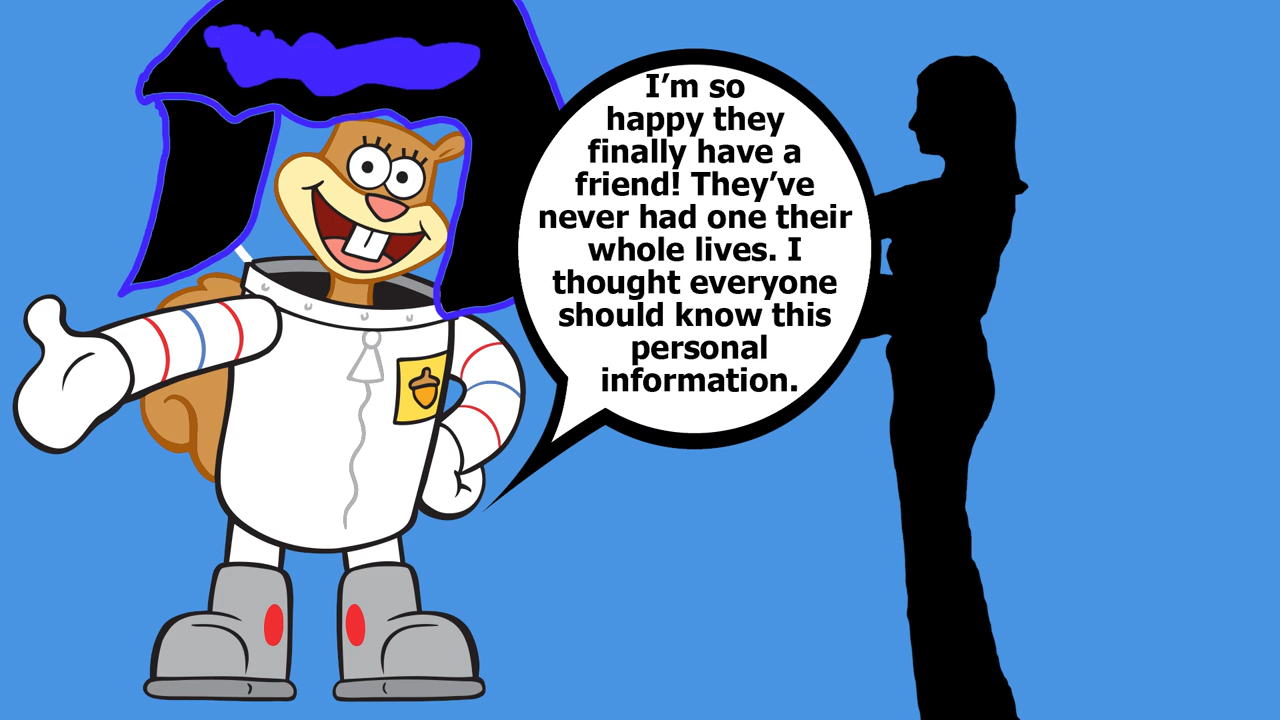 I’m so
happy they
finally have a
friend! They’ve
never had one their
whole lives. I
thought everyone
should know this
personal
information.